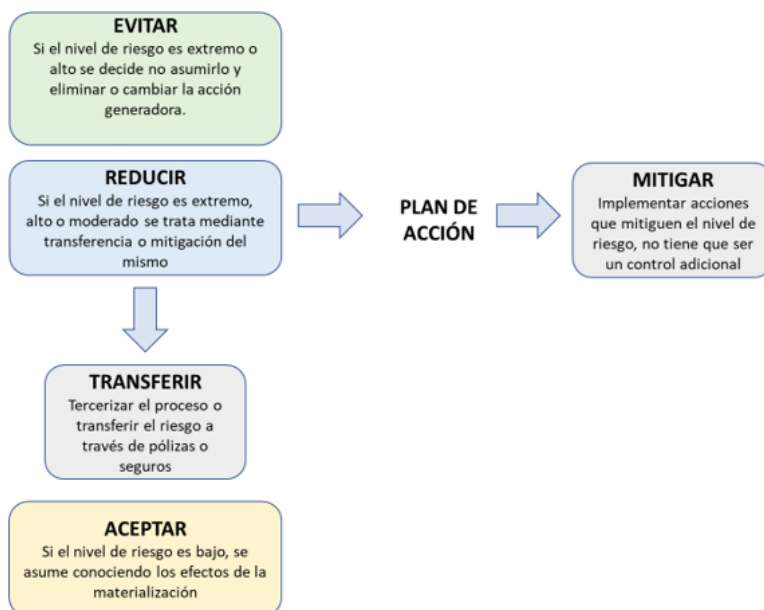 EVITAR
Si el nivel de riesgo es extremo o
alto se decide no asumirlo y
eliminar o cambiar la acción
generadora.
REDUCIR
Si el nivel de riesgo es extremo,
alto o moderado se trata mediante
transferencia o mitigación del
mismo
PLAN DE
ACCIÓN
MITIGAR
Implementar acciones
que mitiguen el nivel de
riesgo, no tiene que ser
un control adicional
TRANSFERIR
Tercerizar el proceso o
transferir el riesgo a
través de pólizas o
seguros
ACEPTAR
Si el nivel de riesgo es bajo, se
asume conociendo los efectos de la
materialización